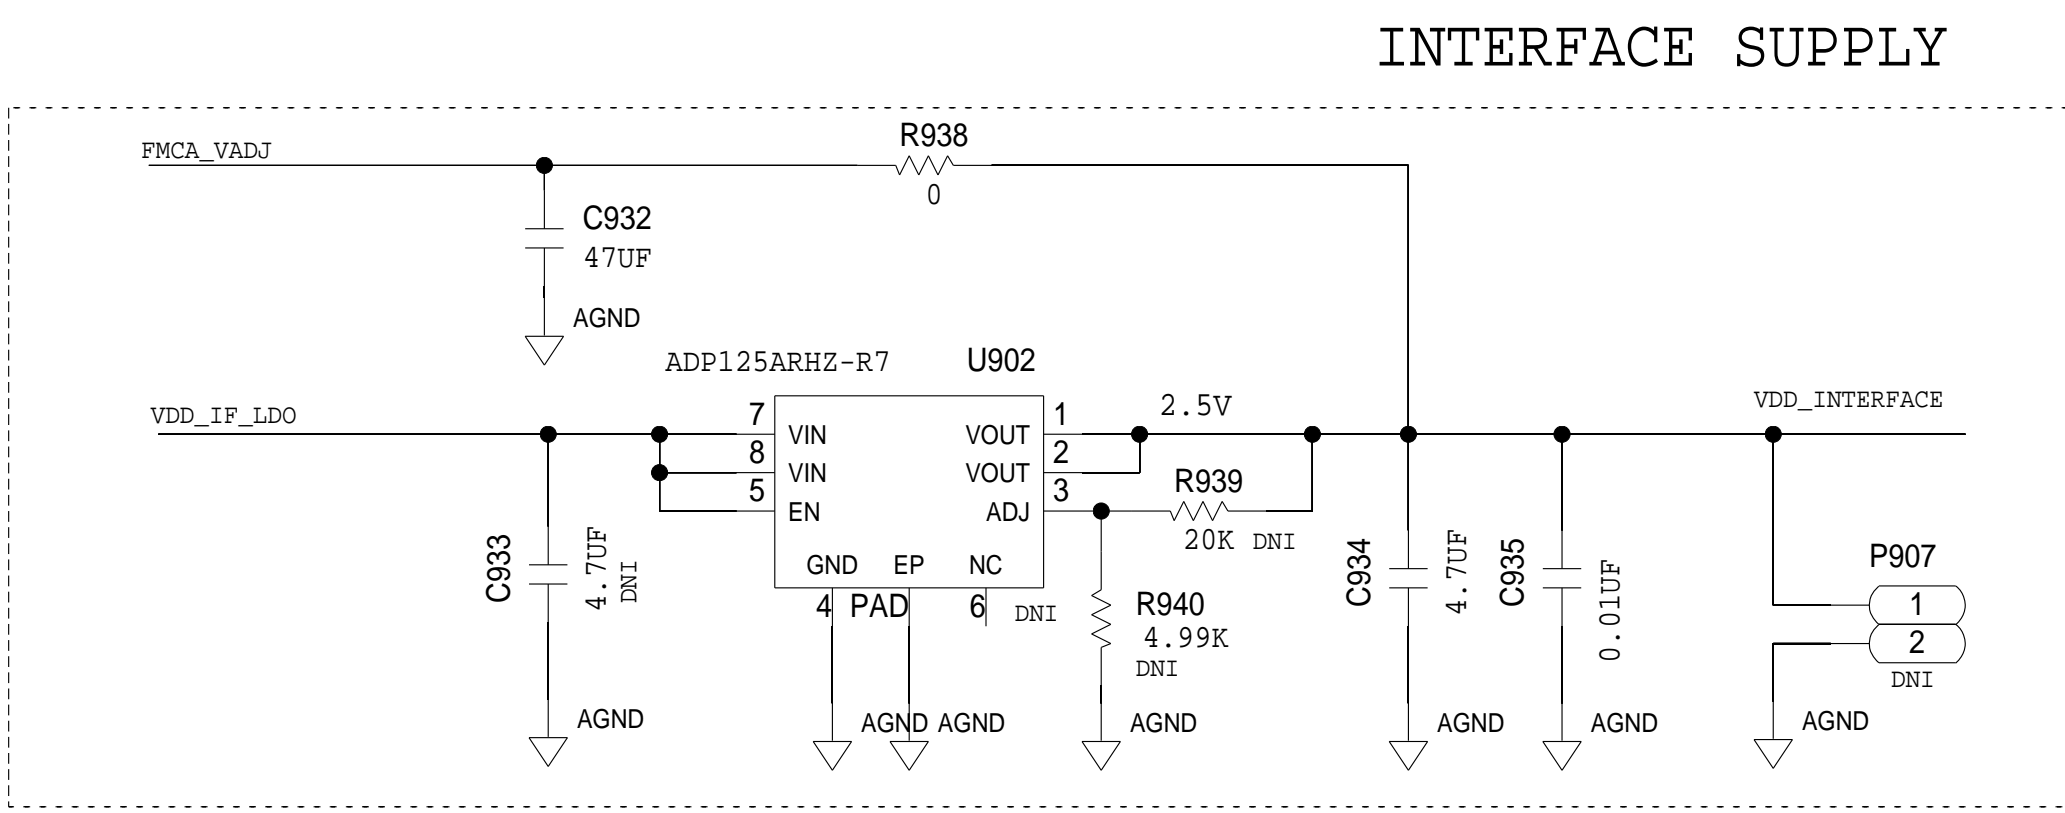 INTERFACE SUPPLY
FMCA_VADJ
R938
0
C932
47UF
AGND
ADP125ARHZ-R7
U902
VDD_IF_LDO
7
VIN
8
VIN
5
EN
VOUT
1
VOUT
2
ADJ
3
GND
EP
NC
4
PAD
6
DNI
2.5V
R939
20K DNI
R940
4.99K
DNI
C933
4.7UF
DNI
C934
4.7UF
C935
0.01UF
VDD_INTERFACE
P907
1
2
DNI
AGND
AGND
AGND
AGND
AGND
AGND
AGND